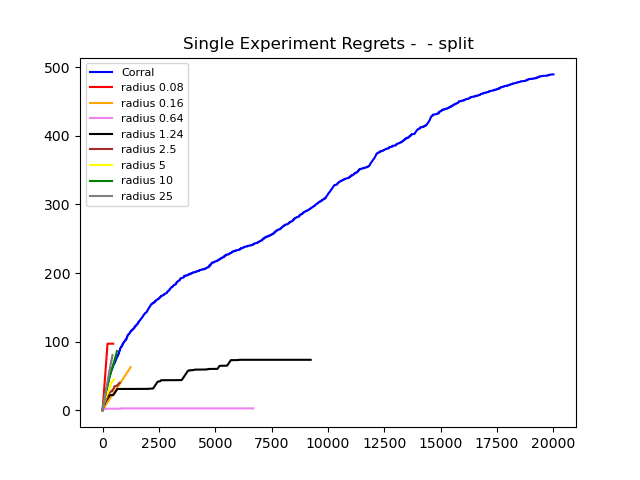 Single Experiment Regrets -  - split
500
400
300
200
100
0
Corral
radius 0.08
radius 0.16
radius 0.64
radius 1.24
radius 2.5
radius 5
radius 10
radius 25
0 2500 5000 7500 10000 12500 15000 17500 20000